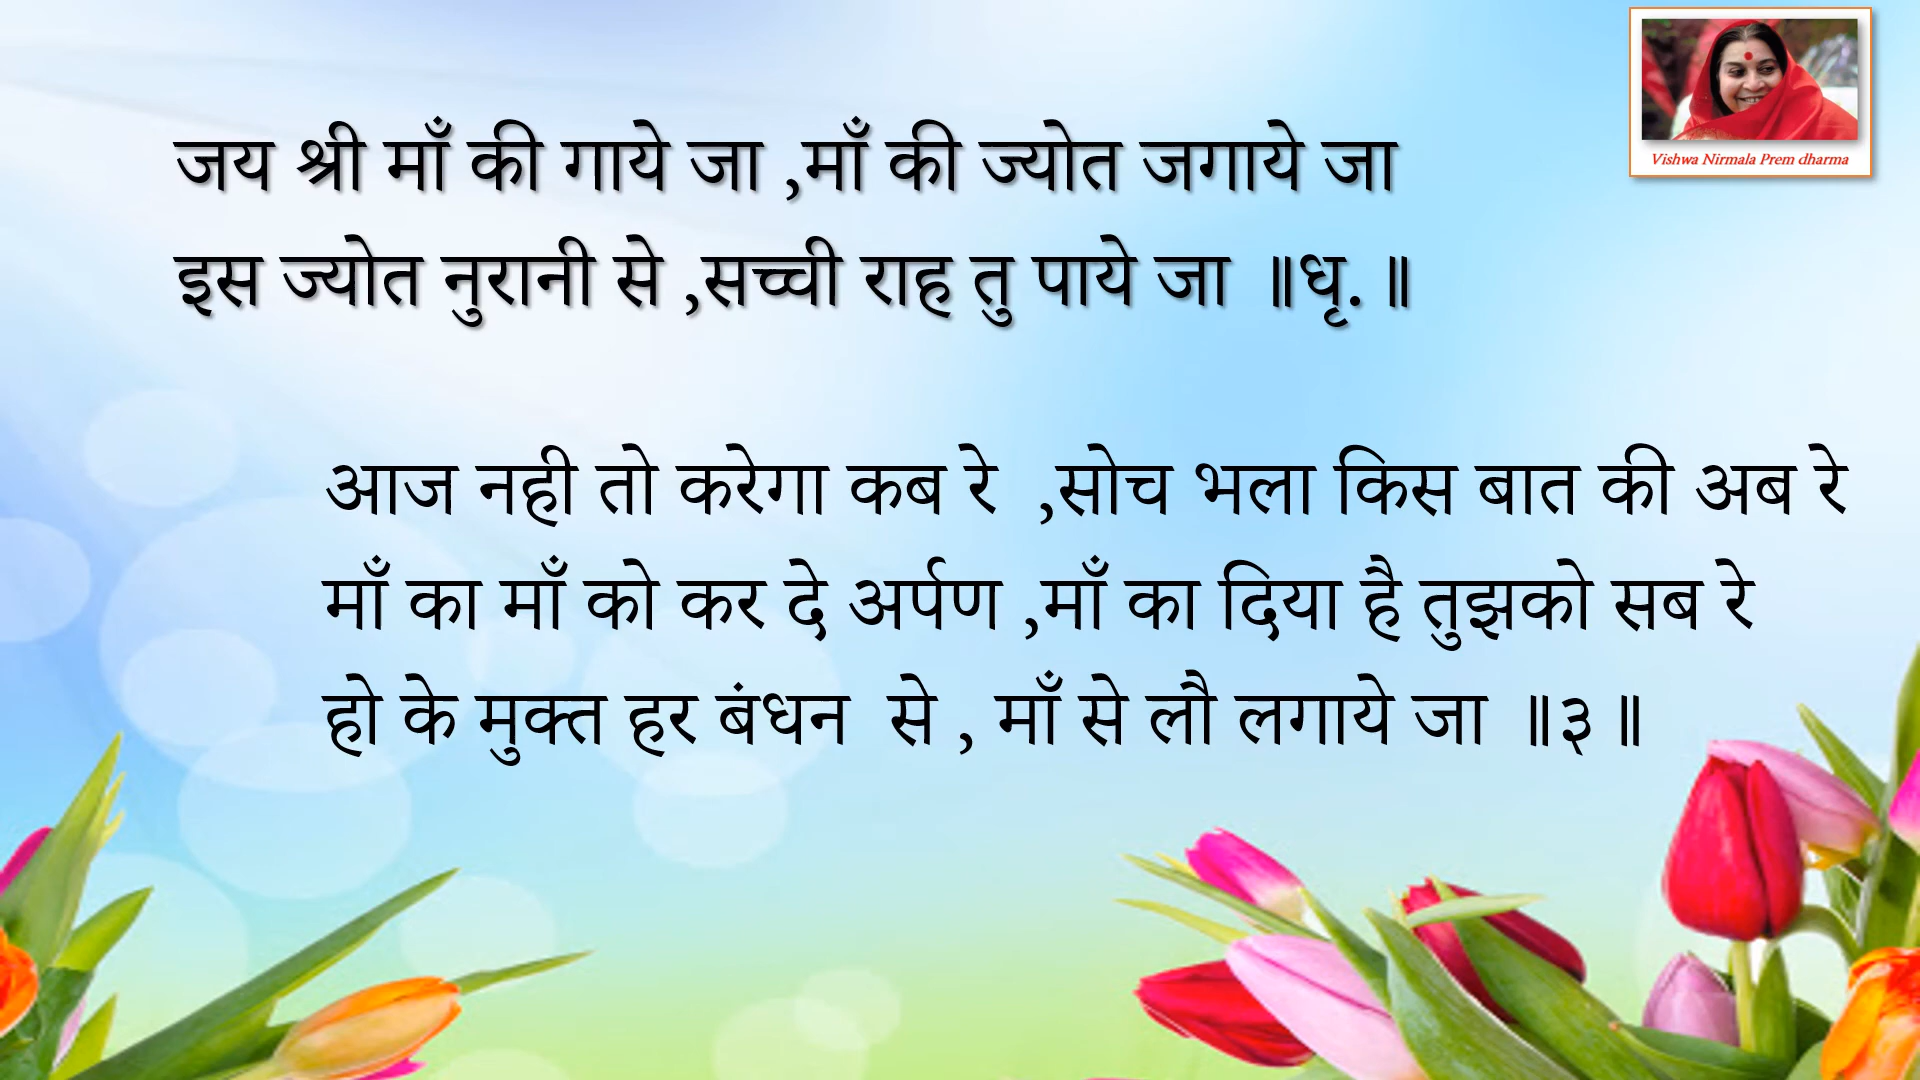 Vishwa Nirmala Prem dharma
जय श्री माँ की गाये जा ,माँ की ज्योत जगाये जा
इस ज्योत नुरानी से ,सच्ची राह तु पाये जा ॥धृ.॥
आज नही तो करेगा कब रे ,सोच भला किस बात की अब रे
माँ का माँ को कर दे अर्पण ,माँ का दिया है तुझको सब रे
हो के मुक्त हर बंधन से , माँ से लौ लगाये जा ॥३॥